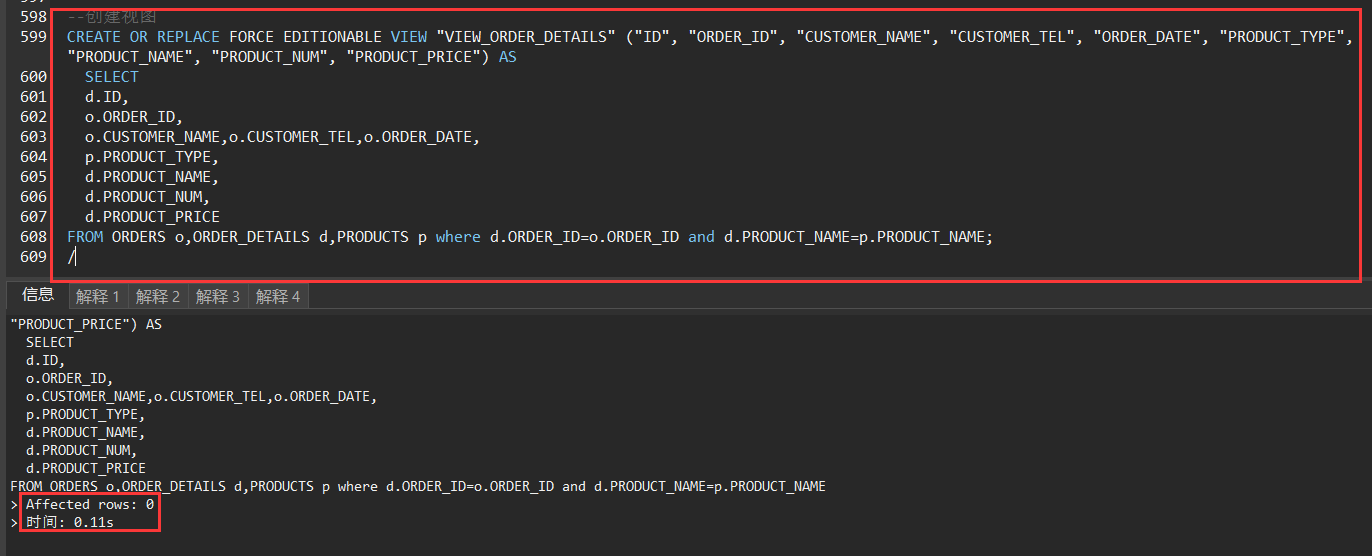 598 --创建视图
599 CREATE OR REPLACE FORCE EDITIONABLE VIEW "VIEW_ORDER_DETAILS" ("ID", "ORDER_ID", "CUSTOMER_NAME", "CUSTOMER_TEL", "ORDER_DATE", "PRODUCT_TYPE",
"PRODUCT_NAME", "PRODUCT_NUM", "PRODUCT_PRICE") AS
600 SELECT
601 d.ID,
602 o.ORDER_ID,
603 o.CUSTOMER_NAME,o.CUSTOMER_TEL,o.ORDER_DATE,
604 p.PRODUCT_TYPE,
605 d.PRODUCT_NAME,
606 d.PRODUCT_NUM,
607 d.PRODUCT_PRICE
608 FROM ORDERS o,ORDER_DETAILS d,PRODUCTS p where d.ORDER_ID=o.ORDER_ID and d.PRODUCT_NAME=p.PRODUCT_NAME;
609 /
信息 解释 1 解释 2 解释 3 解释 4
"PRODUCT_PRICE") AS
SELECT
d.ID,
o.ORDER_ID,
o.CUSTOMER_NAME,o.CUSTOMER_TEL,o.ORDER_DATE,
p.PRODUCT_TYPE,
d.PRODUCT_NAME,
d.PRODUCT_NUM,
d.PRODUCT_PRICE
FROM ORDERS o,ORDER_DETAILS d,PRODUCTS p where d.ORDER_ID=o.ORDER_ID and d.PRODUCT_NAME=p.PRODUCT_NAME
> Affected rows: 0
> 时间: 0.11s